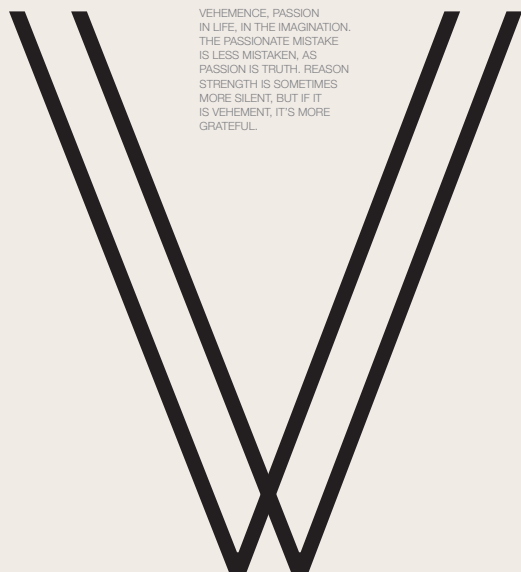 VEHEMENCE, PASSION
IN LIFE, IN THE IMAGINATION.
THE PASSIONATE MISTAKE
IS LESS MISTAKEN, AS
PASSION IS TRUTH. REASON
STRENGTH IS SOMETIMES
MORE SILENT, BUT IF IT
IS VEHEMENT, IT'S MORE
GRATEFUL.